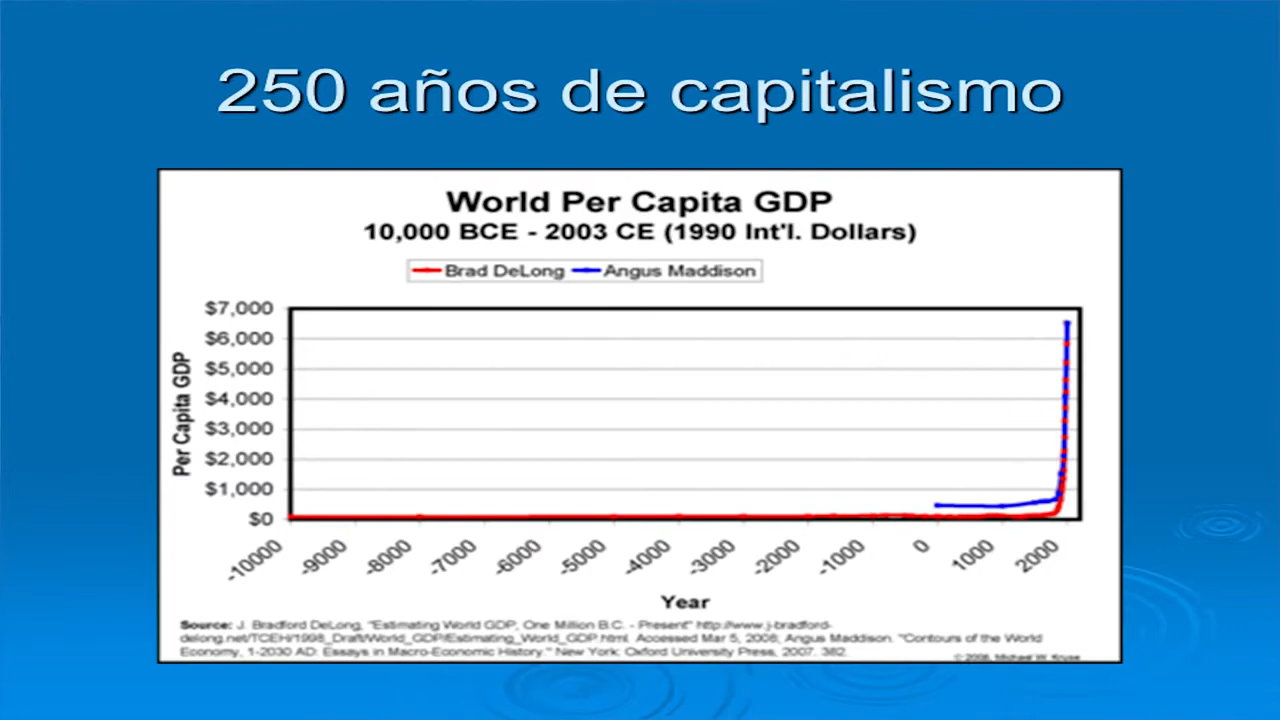 250 años de capitalismo
World Per Capita GDP
10,000 BCE - 2003 CE (1990 Int'l. Dollars)
Brad DeLong Angus Maddison
$7,000
$6,000
$5,000
$4,000
$3,000
$2,000
$1,000
$0
Per Capita GDP
-10000 -9000 -8000 -7000 -6000 -5000 -4000 -3000 -2000 -1000 0 1000 2000
Year
Source: J. Bradford DeLong, "Estimating World GDP, One Million B.C. - Present" http://www.j-bradford-
delong.net/TCEH/1998_Draft/World_GDP/Estimating_World_GDP.html. Accessed Mar 5, 2008; Angus Maddison. "Contours of the World
Economy, 1-2030 AD: Essays in Macro-Economic History." New York: Oxford University Press, 2007. 382.
© 2008, Michael W. Kruse